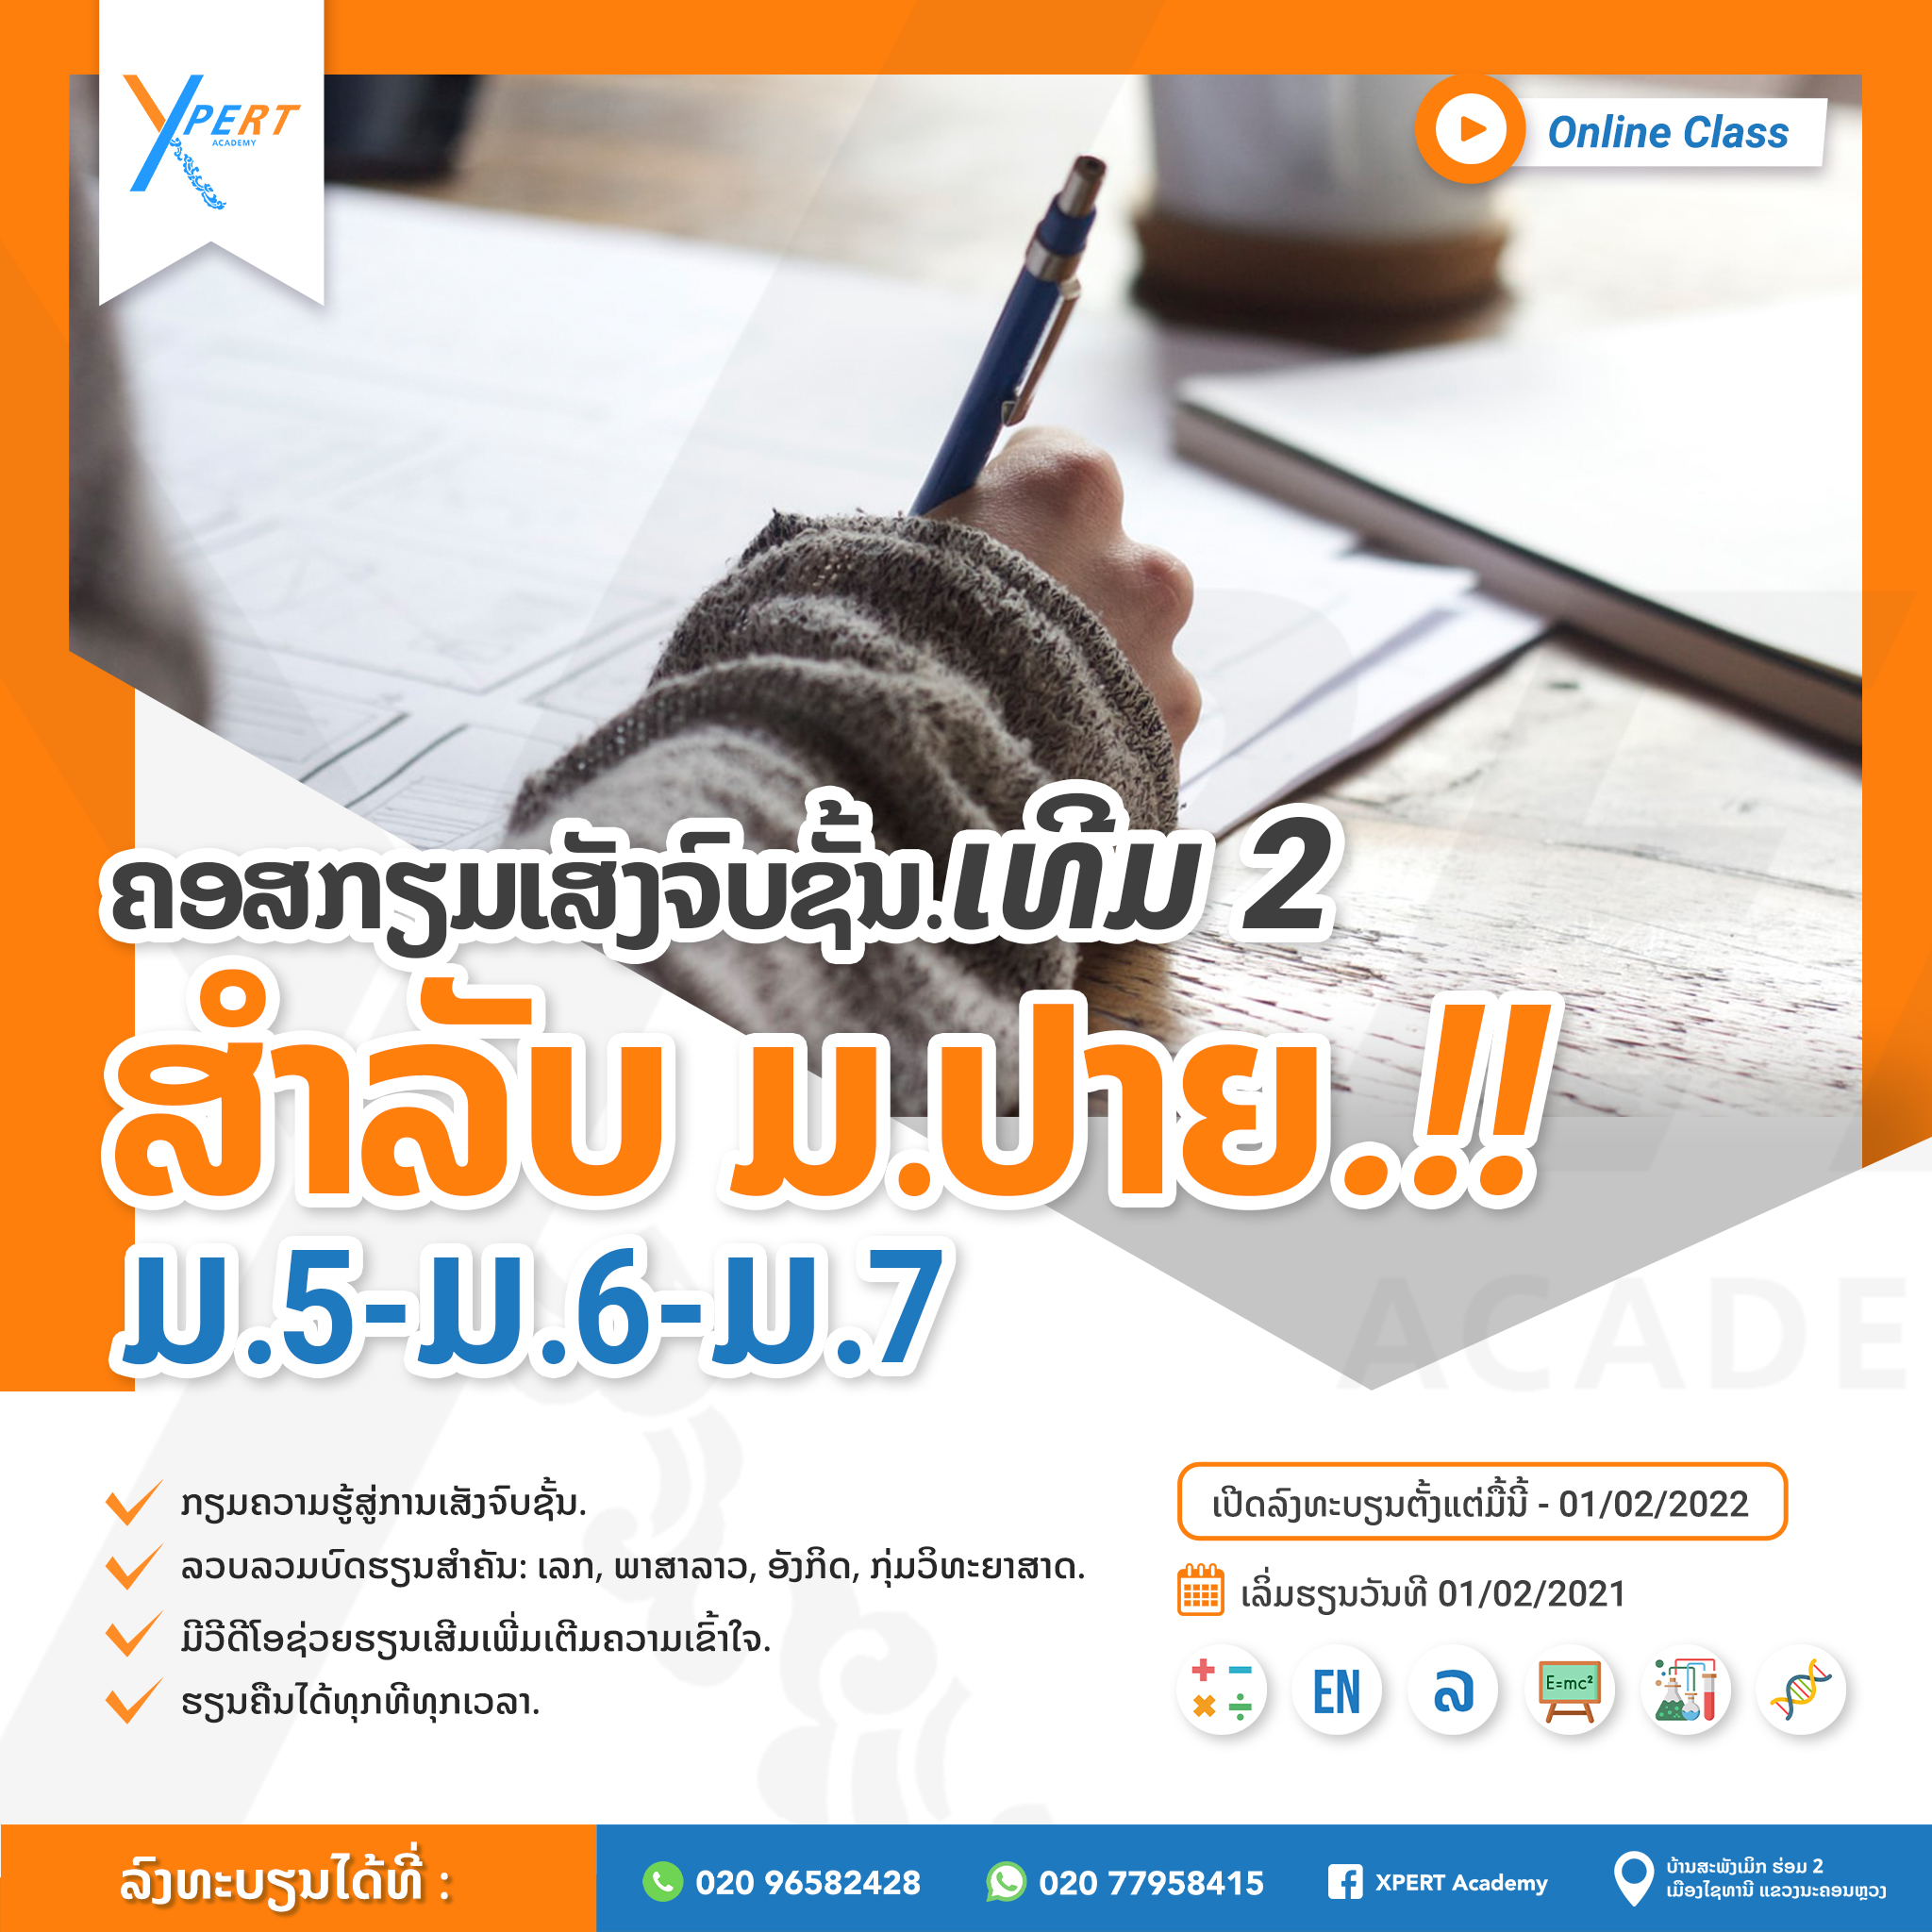 XPERT
ACADEMY
Online Class
ຄອສກຽມເສັງຈົບຊັ້ນ.ເທີມ 2
ສຳລັບ ມ.ປາຍ.!!
ມ.5-ມ.6-ມ.7
ACADE
ກຽມຄວາມຮູ້ສູ່ການເສັງຈົບຊັ້ນ.
ລວບລວມບົດຮຽນສຳຄັນ: ເລກ, ພາສາລາວ, ອັງກິດ, ກຸ່ມວິທະຍາສາດ.
ມີວີດີໂອຊ່ວຍຮຽນເສີມເພີ່ມເຕີມຄວາມເຂົ້າໃຈ.
ຮຽນຄືນໄດ້ທຸກທີທຸກເວລາ.
ເປີດລົງທະບຽນຕັ້ງແຕ່ມື້ນີ້ - 01/02/2022
ເລິ່ມຮຽນວັນທີ 01/02/2021
EN
ລ
E=mc²
ລົງທະບຽນໄດ້ທີ່ :
020 96582428
020 77958415
XPERT Academy
ບ້ານສະພັງເມິກ ຮ່ອມ 2
ເມືອງໄຊທານີ ແຂວງນະຄອນຫຼວງ